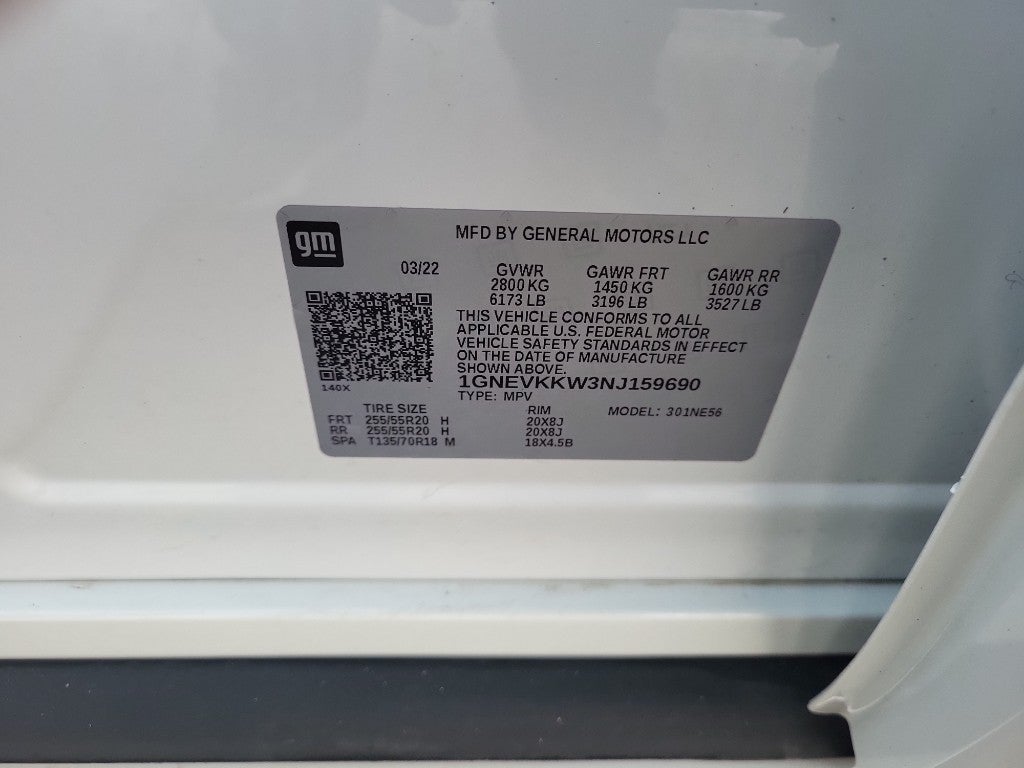 gm
MFD BY GENERAL MOTORS LLC
03/22 GVWR GAWR FRT GAWR RR
2800 KG 1450 KG 1600 KG
6173 LB 3196 LB 3527 LB
THIS VEHICLE CONFORMS TO ALL
APPLICABLE U.S. FEDERAL MOTOR
VEHICLE SAFETY STANDARDS IN EFFECT
ON THE DATE OF MANUFACTURE
SHOWN ABOVE.
1GNEVKKW3NJ159690
140X
TYPE: MPV
TIRE SIZE RIM MODEL: 301NE56
FRT 255/55R20 H 20X8J
RR 255/55R20 H 20X8J
SPA T135/70R18 M 18X4.5B